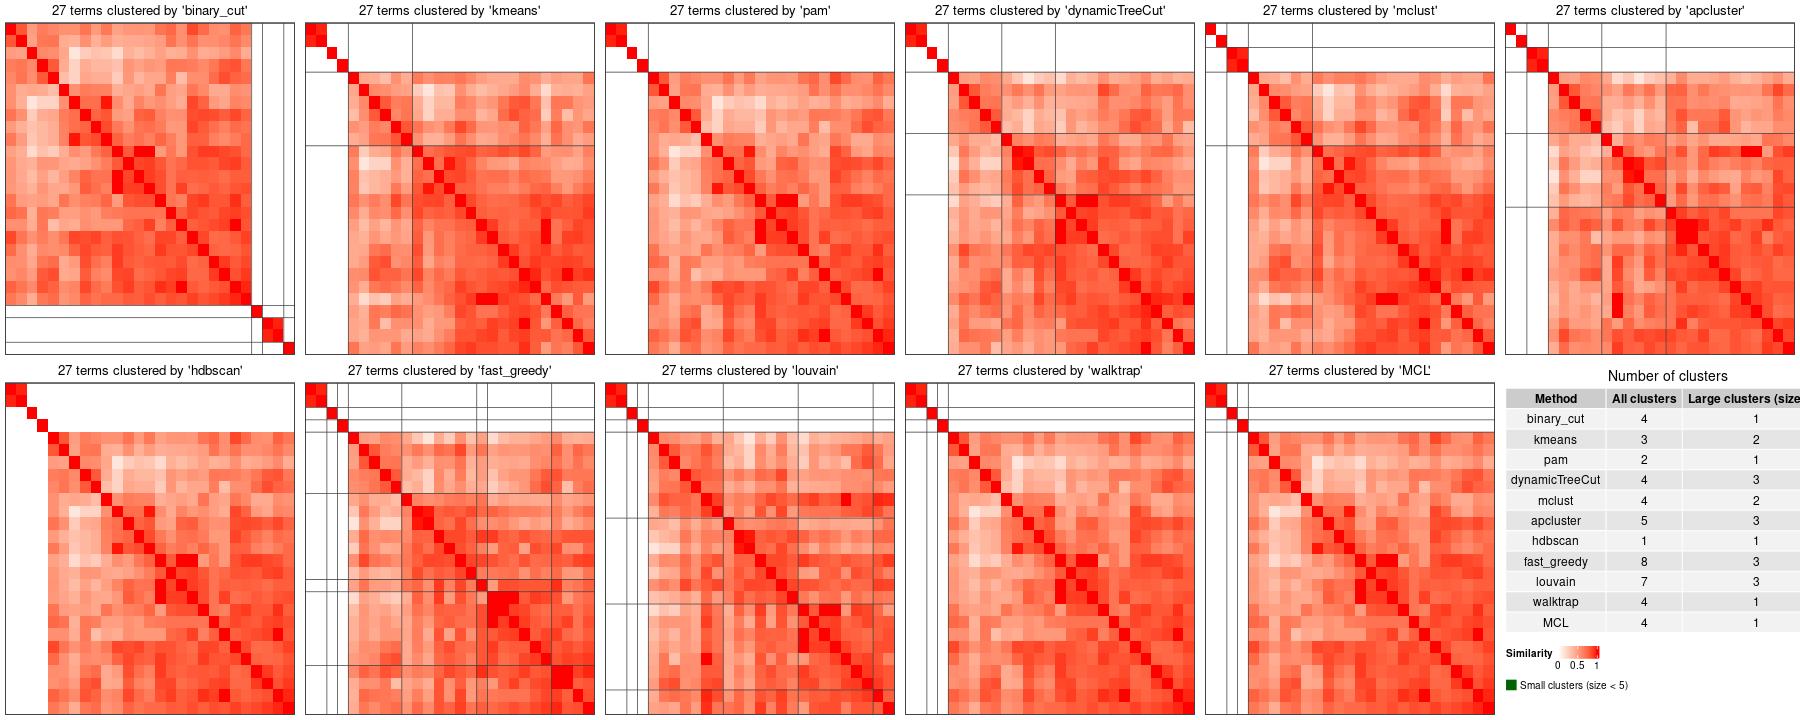 27 terms clustered by 'binary_cut'
27 terms clustered by 'kmeans'
27 terms clustered by 'pam'
27 terms clustered by 'dynamicTreeCut'
27 terms clustered by 'mclust'
27 terms clustered by 'apcluster'
27 terms clustered by 'hdbscan'
27 terms clustered by 'fast_greedy'
27 terms clustered by 'louvain'
27 terms clustered by 'walktrap'
27 terms clustered by 'MCL'
Number of clusters
Method All clusters Large clusters (size
binary_cut 4 1
kmeans 3 2
pam 2 1
dynamicTreeCut 4 3
mclust 4 2
apcluster 5 3
hdbscan 1 1
fast_greedy 8 3
louvain 7 3
walktrap 4 1
MCL 4 1
Similarity
0 0.5 1
Small clusters (size < 5)